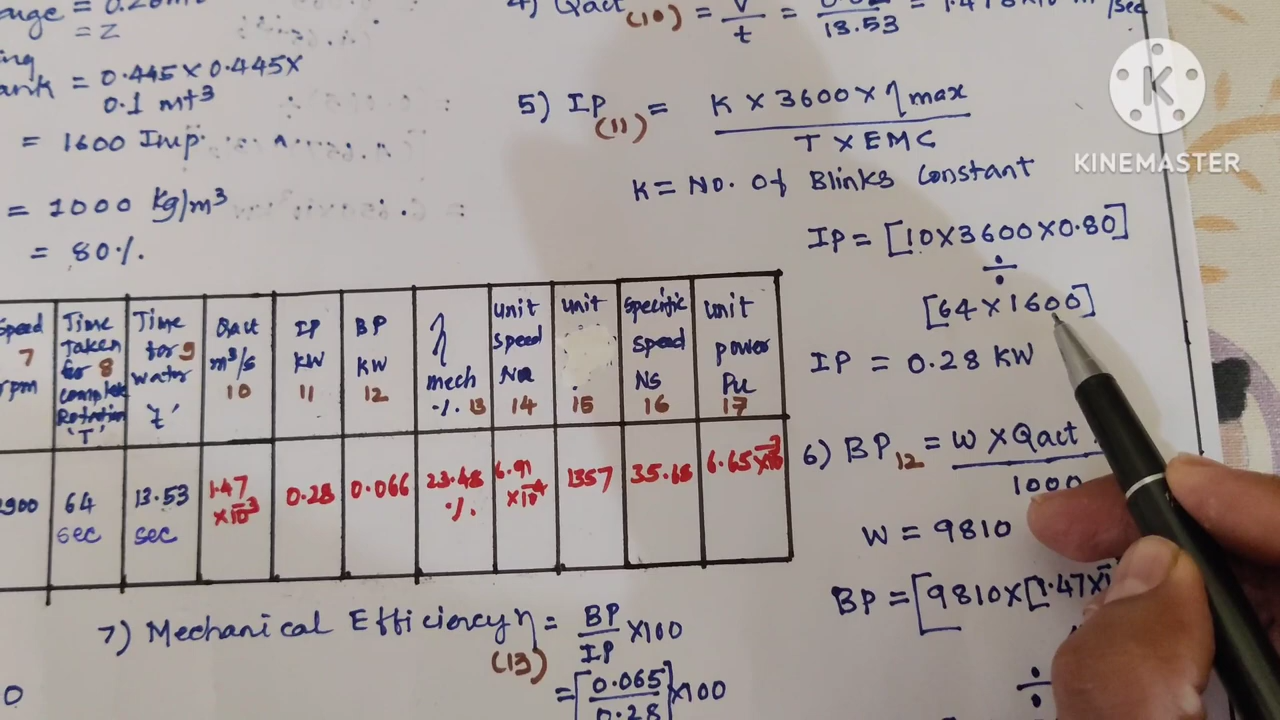 = 0.28m
= Z
= 0.445 × 0.445 ×
0.1 mt³
= 1600 Imp.
= 1000 Kg/m³
= 80%.
4) Qact (10) = V/t = /13.53 =
/sec
5) IP (11) = K × 3600 × η max / T × EMC
K = No. Of Blinks Constant
IP = [10×3600×0.80]
÷
[64 × 1600]
IP = 0.28 KW
6) BP 12 = W × Qact / 1000
W = 9810
BP = [9810×[1.47×1
÷
KINEMASTER
Speed 7 rpm
Time Taken for 8 Complete Rotation 'T'
Time for 9 water 't'
Qact m³/s 10
IP KW 11
BP KW 12
η mech %. 13
Unit Speed Nu 14
Unit 15
Specific Speed NS 16
Unit power Pu 17
2900
64 sec
13.53 sec
1.47 ×10⁻³
0.28
0.066
23.48 %.
6.91 ×10⁻⁴
1357
35.18
6.65×10⁻³
7) Mechanical Efficiency η (13) = BP/IP ×100
= [0.065/0.28]×100
0